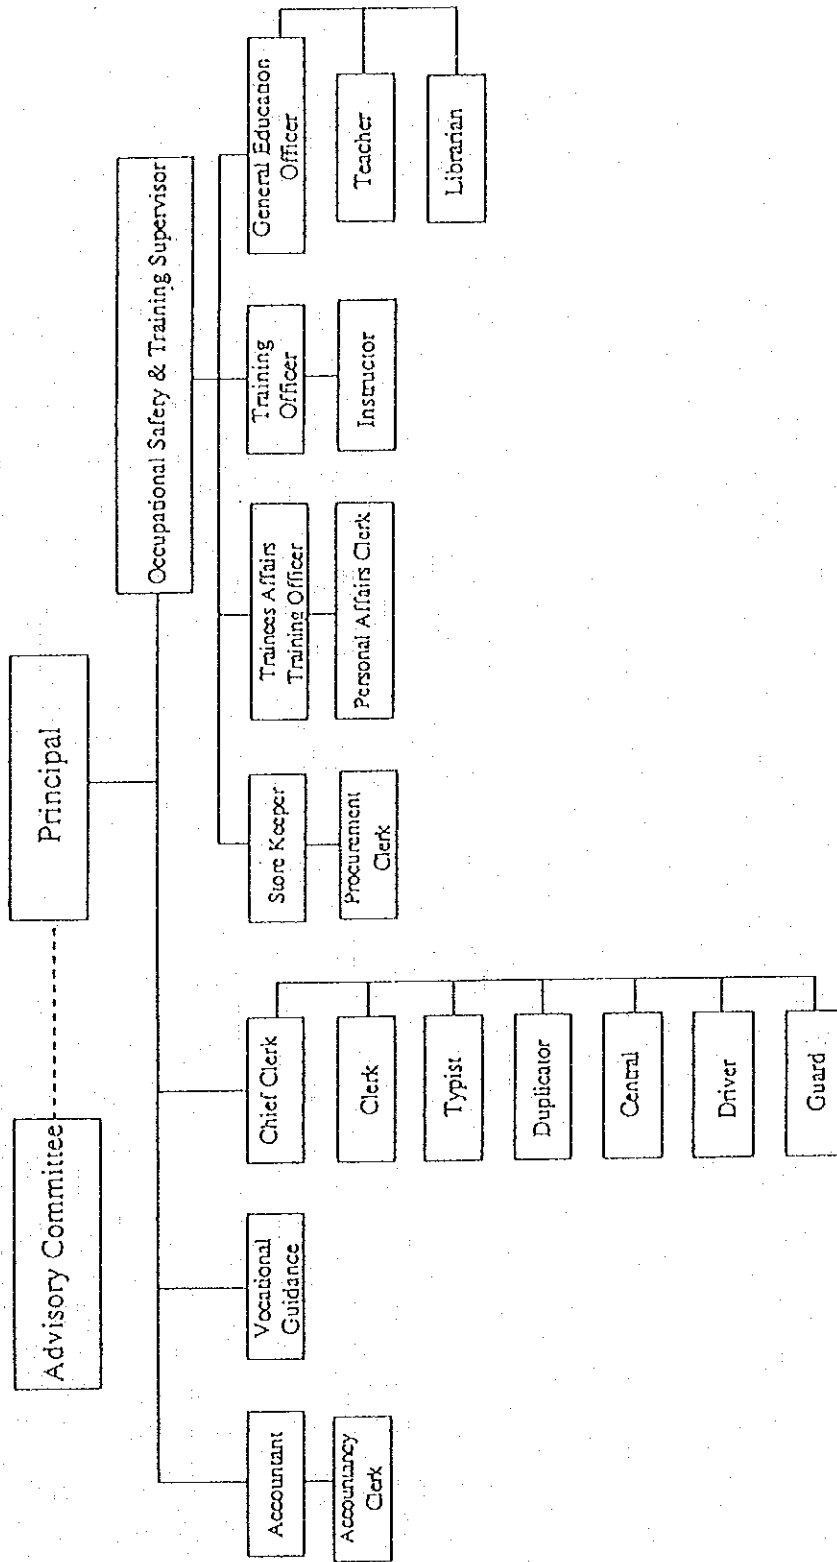 Advisory Committee
Principal
Occupational Safety & Training Supervisor
Accountant
Accountancy
Clerk
Vocational
Guidance
Chief Clerk
Clerk
Typist
Duplicator
Central
Driver
Guard
Store Keeper
Procurement
Clerk
Trainees Affairs
Training Officer
Personal Affairs Clerk
Training
Officer
Instructor
General Education
Officer
Teacher
Librarian